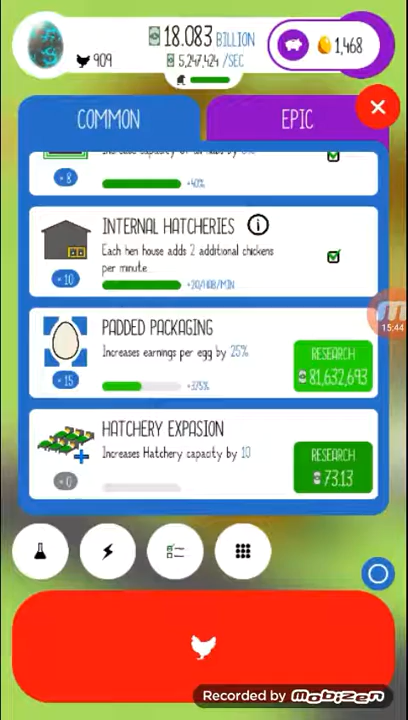 18.083 BILLION
5,247,424 /SEC
909
1,468
COMMON
EPIC
+8
+40%
INTERNAL HATCHERIES
Each hen house adds 2 additional chickens
per minute
+10
+20/HAB/MIN
PADDED PACKAGING
Increases earnings per egg by 25%
RESEARCH
81,632,693
+15
+375%
HATCHERY EXPASION
Increases Hatchery capacity by 10
RESEARCH
73.13
+0
15:44
Recorded by mobizen